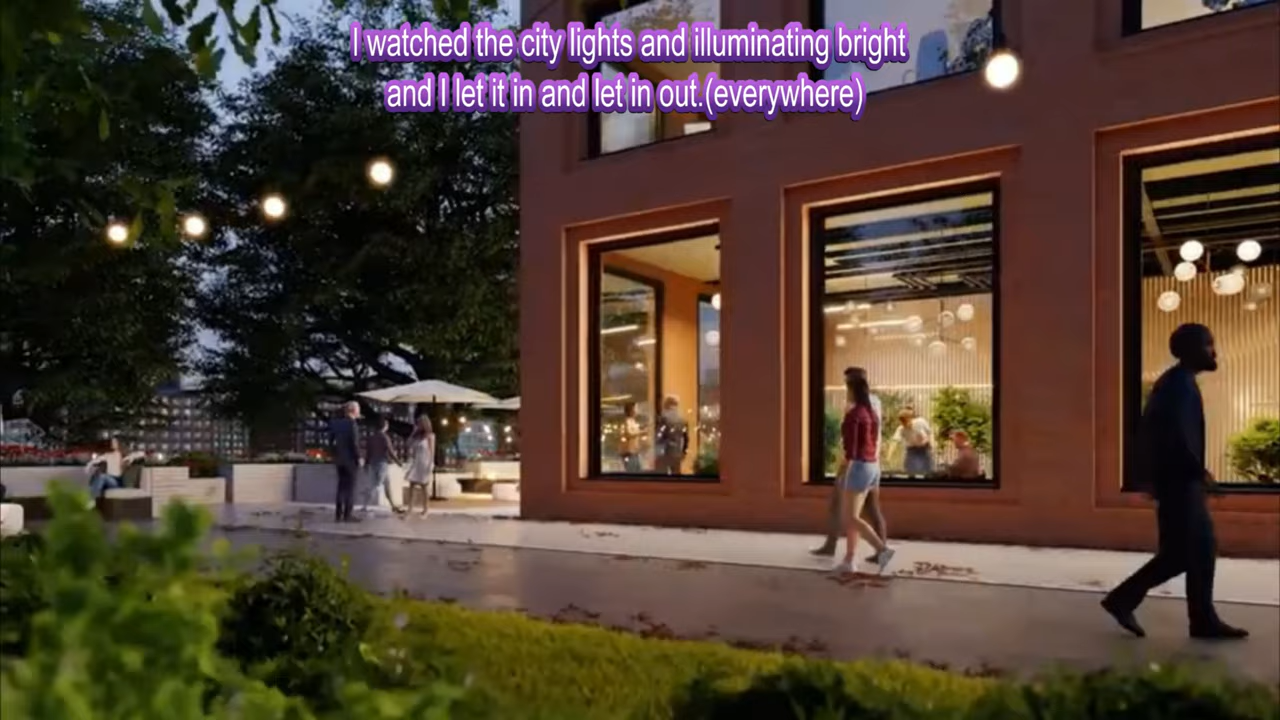 I watched the city lights and illuminating bright
and I let it in and let in out.(everywhere)